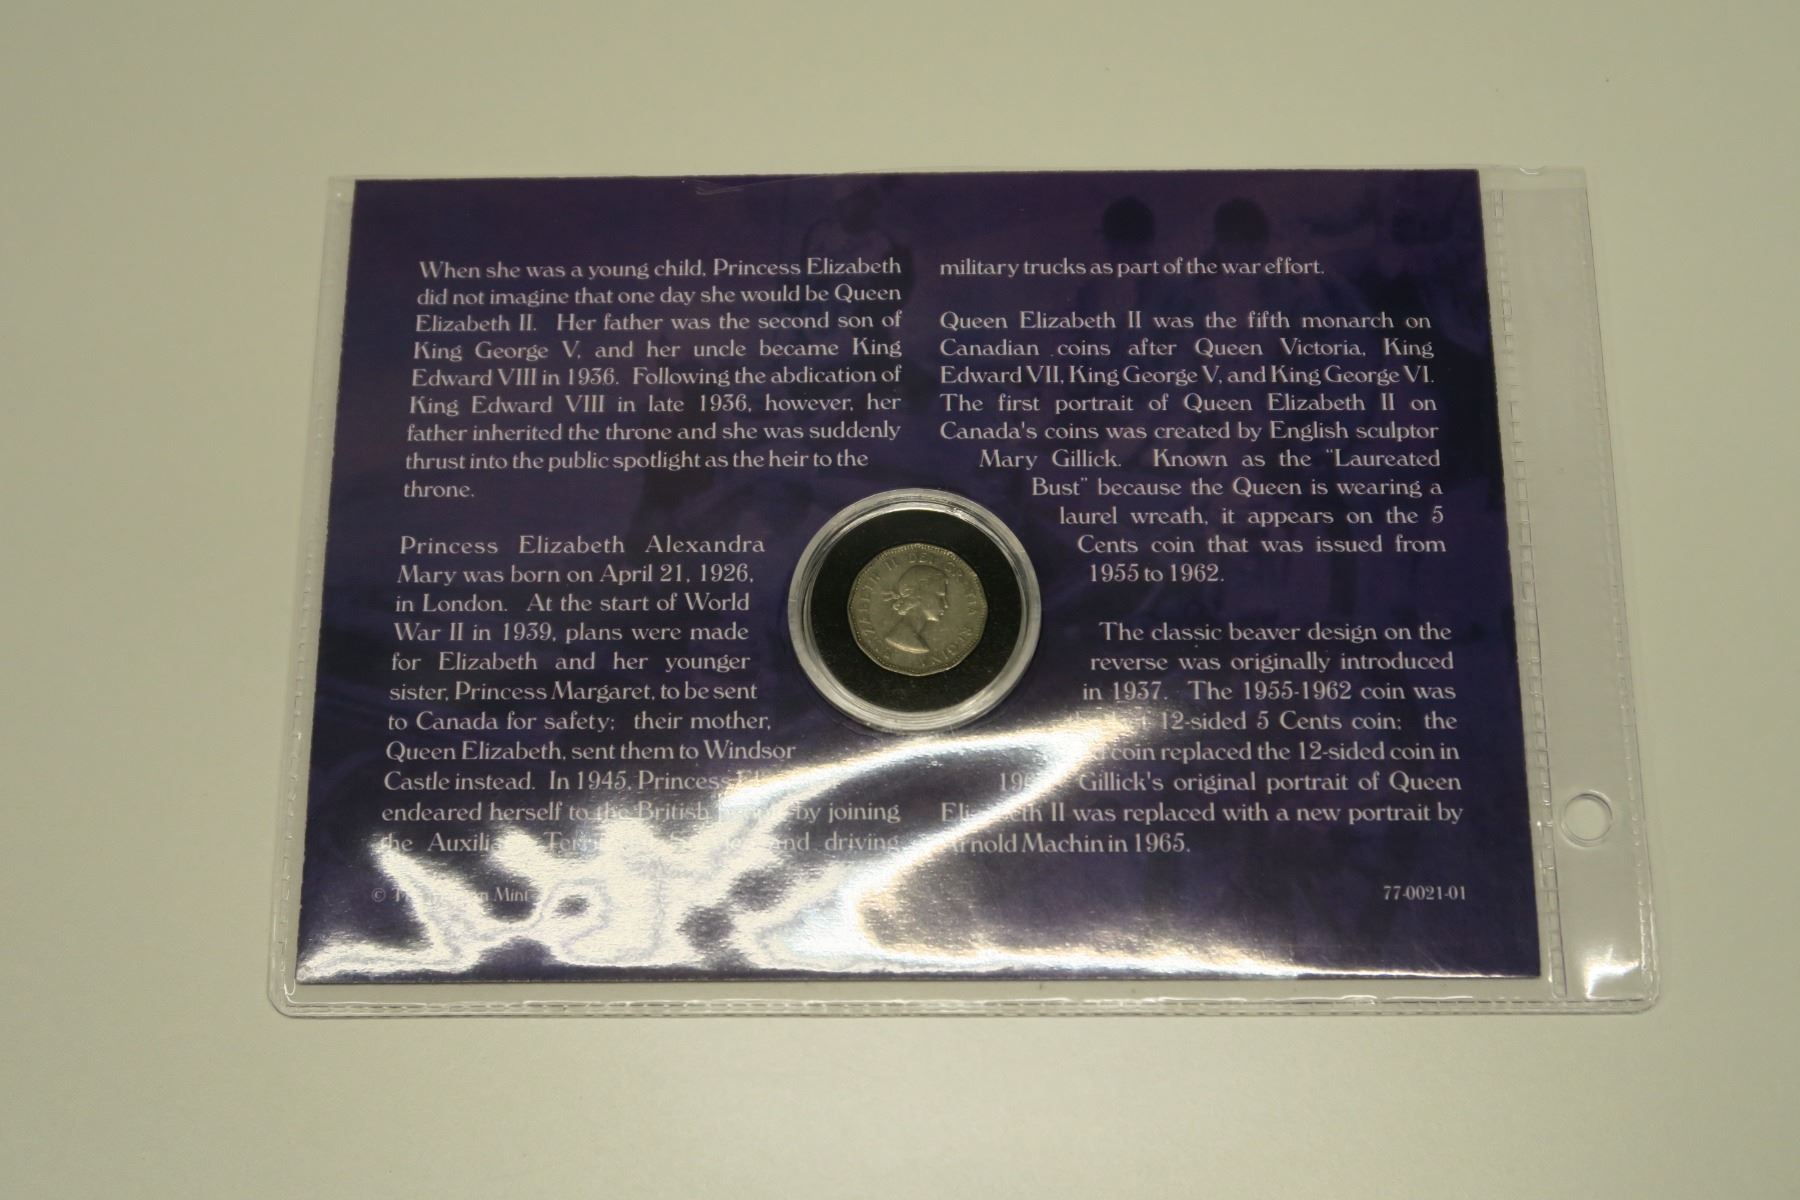 When she was a young child, Princess Elizabeth
did not imagine that one day she would be Queen
Elizabeth II. Her father was the second son of
King George V, and her uncle became King
Edward VIII in 1936. Following the abdication of
King Edward VIII in late 1936, however, her
father inherited the throne and she was suddenly
thrust into the public spotlight as the heir to the
throne.
Princess Elizabeth Alexandra
Mary was born on April 21, 1926,
in London. At the start of World
War II in 1939, plans were made
for Elizabeth and her younger
sister, Princess Margaret, to be sent
to Canada for safety; their mother,
Queen Elizabeth, sent them to Windsor
Castle instead. In 1945, Princess
endeared herself to the British by joining
the and driving
military trucks as part of the war effort.
Queen Elizabeth II was the fifth monarch on
Canadian coins after Queen Victoria, King
Edward VII, King George V, and King George VI.
The first portrait of Queen Elizabeth II on
Canada's coins was created by English sculptor
Mary Gillick. Known as the "Laureated
Bust" because the Queen is wearing a
laurel wreath, it appears on the 5
Cents coin that was issued from
1955 to 1962.
The classic beaver design on the
reverse was originally introduced
in 1937. The 1955-1962 coin was
12-sided 5 Cents coin; the
coin replaced the 12-sided coin in
Gillick's original portrait of Queen
Elizabeth II was replaced with a new portrait by
Arnold Machin in 1965.
© Mint
77-0021-01
ELIZABETH II DEI GRATIA REGINA